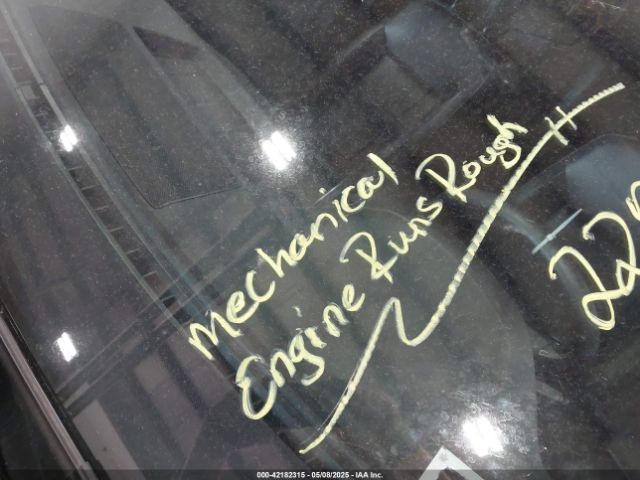 Mechanical
Engine Runs Rough
000-42182315 | 05/08/2025 - IAA Inc.